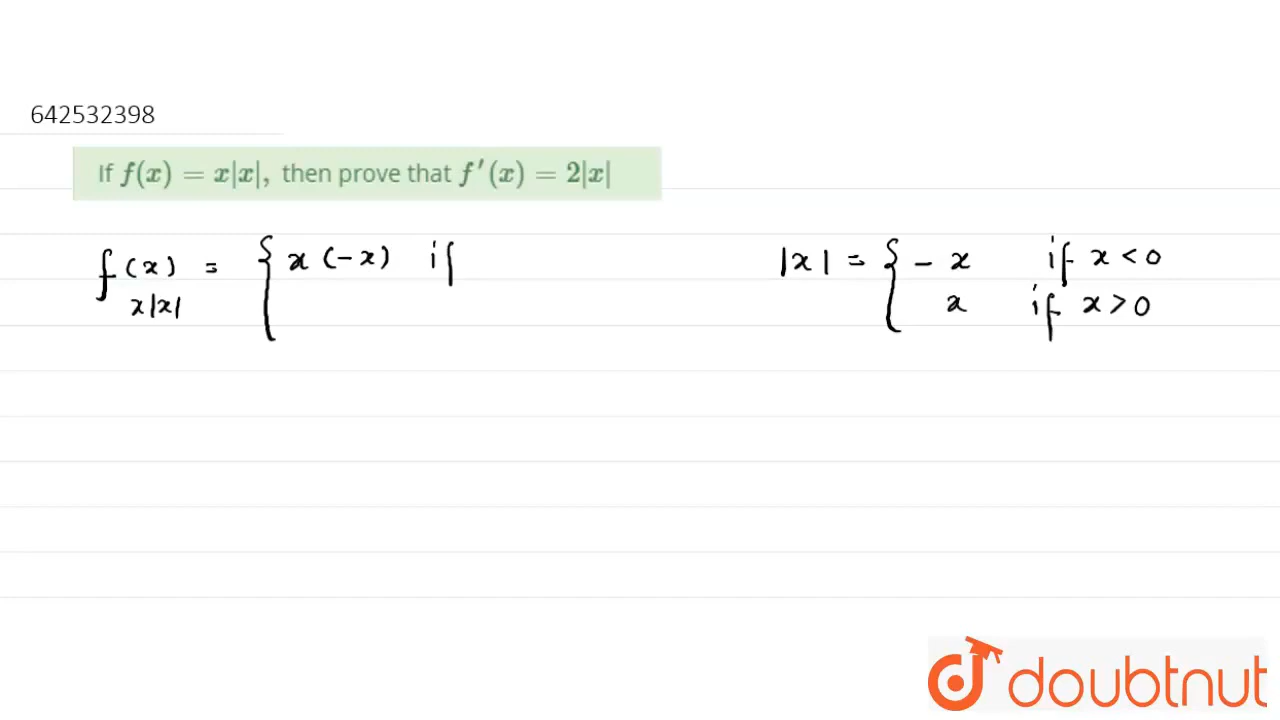 642532398
If f(x) = x|x|, then prove that f'(x) = 2|x|
f(x) = { x(-x) if
x|x|
|x| = { -x if x < 0
x if x > 0
doubtnut